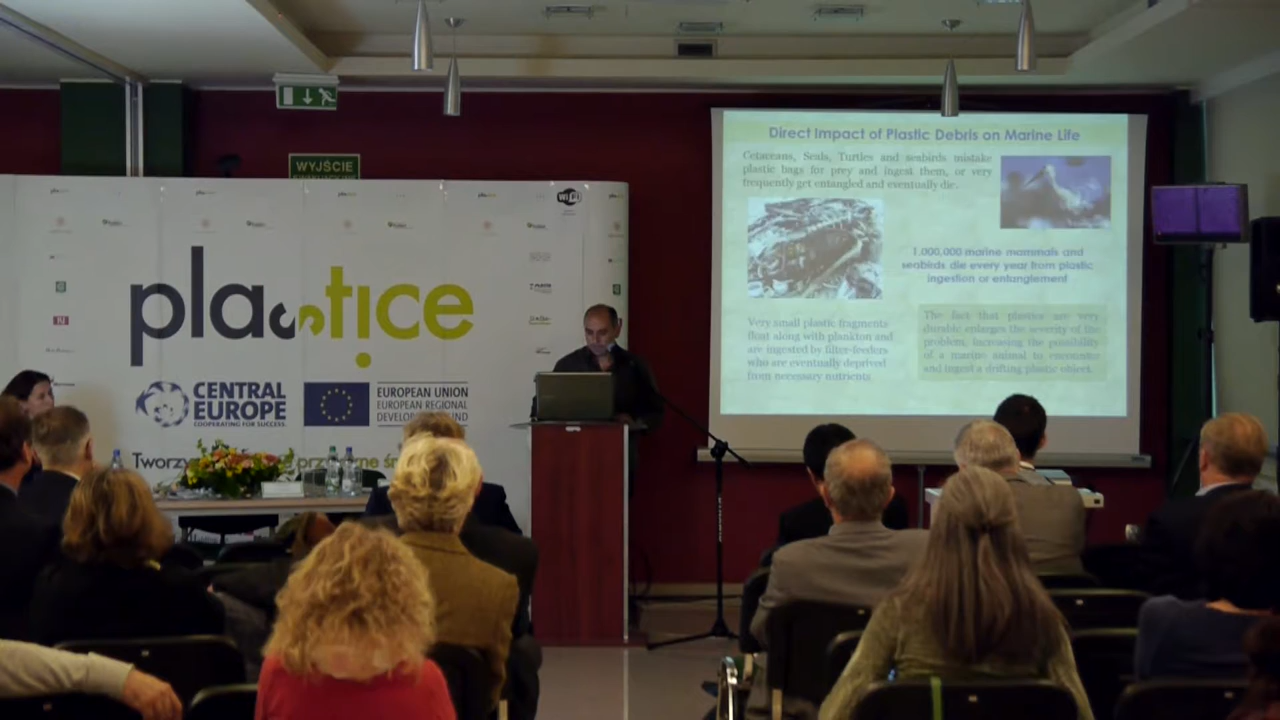 WYJŚCIE
EWAKUACYJNE
WiFi
plastice
CENTRAL
EUROPE
COOPERATING FOR SUCCESS.
EUROPEAN UNION
EUROPEAN REGIONAL
Direct Impact of Plastic Debris on Marine Life
Cetaceans, Seals, Turtles and seabirds mistake
plastic bags for prey and ingest them, or very
frequently get entangled and eventually die.
1.000.000 marine mammals and
seabirds die every year from plastic
ingestion or entanglement
Very small plastic fragments
float along with plankton and
are ingested by filter-feeders
who are eventually deprived
from necessary nutrients
The fact that plastics are very
durable enlarges the severity of the
problem, increasing the possibility
of a marine animal to encounter
and ingest a drifting plastic object.